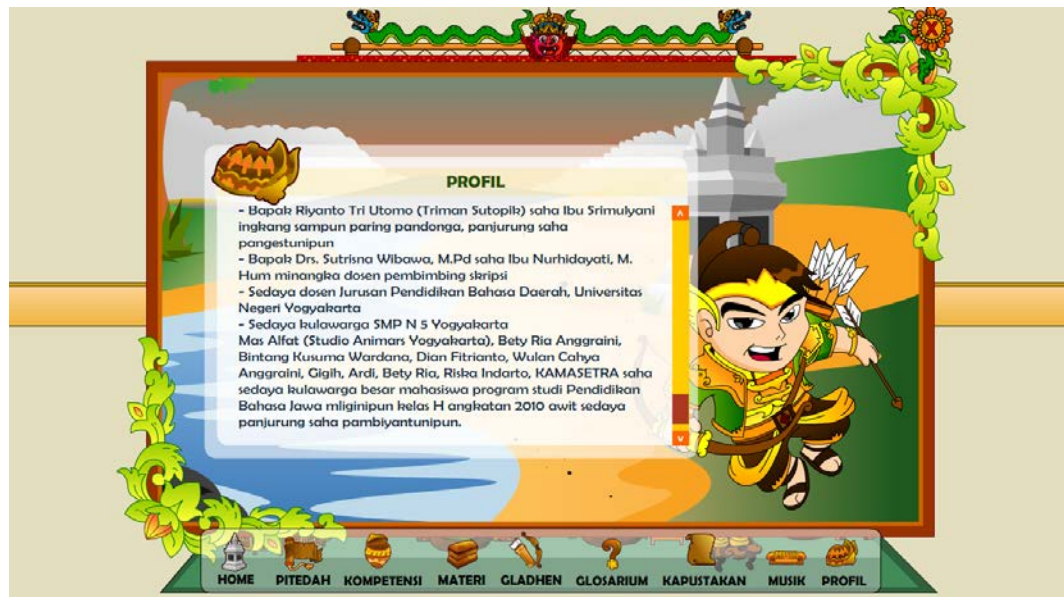 X
PROFIL
- Bapak Riyanto Tri Utomo (Triman Sutopik) saha Ibu Srimulyani
ingkang sampun paring pandonga, panjurung saha
pangestunipun
- Bapak Drs. Sutrisna Wibawa, M.Pd saha Ibu Nurhidayati, M.
Hum minangka dosen pembimbing skripsi
- Sedaya dosen Jurusan Pendidikan Bahasa Daerah, Universitas
Negeri Yogyakarta
- Sedaya kulawarga SMP N 5 Yogyakarta
Mas Alfat (Studio Animars Yogyakarta), Bety Ria Anggraini,
Bintang Kusuma Wardana, Dian Fitrianto, Wulan Cahya
Anggraini, Gigih, Ardi, Bety Ria, Riska Indarto, KAMASETRA saha
sedaya kulawarga besar mahasiswa program studi Pendidikan
Bahasa Jawa mliginipun kelas H angkatan 2010 awit sedaya
panjurung saha pambiyantunipun.
HOME PITEDAH KOMPETENSI MATERI GLADHEN GLOSARIUM KAPUSTAKAN MUSIK PROFIL